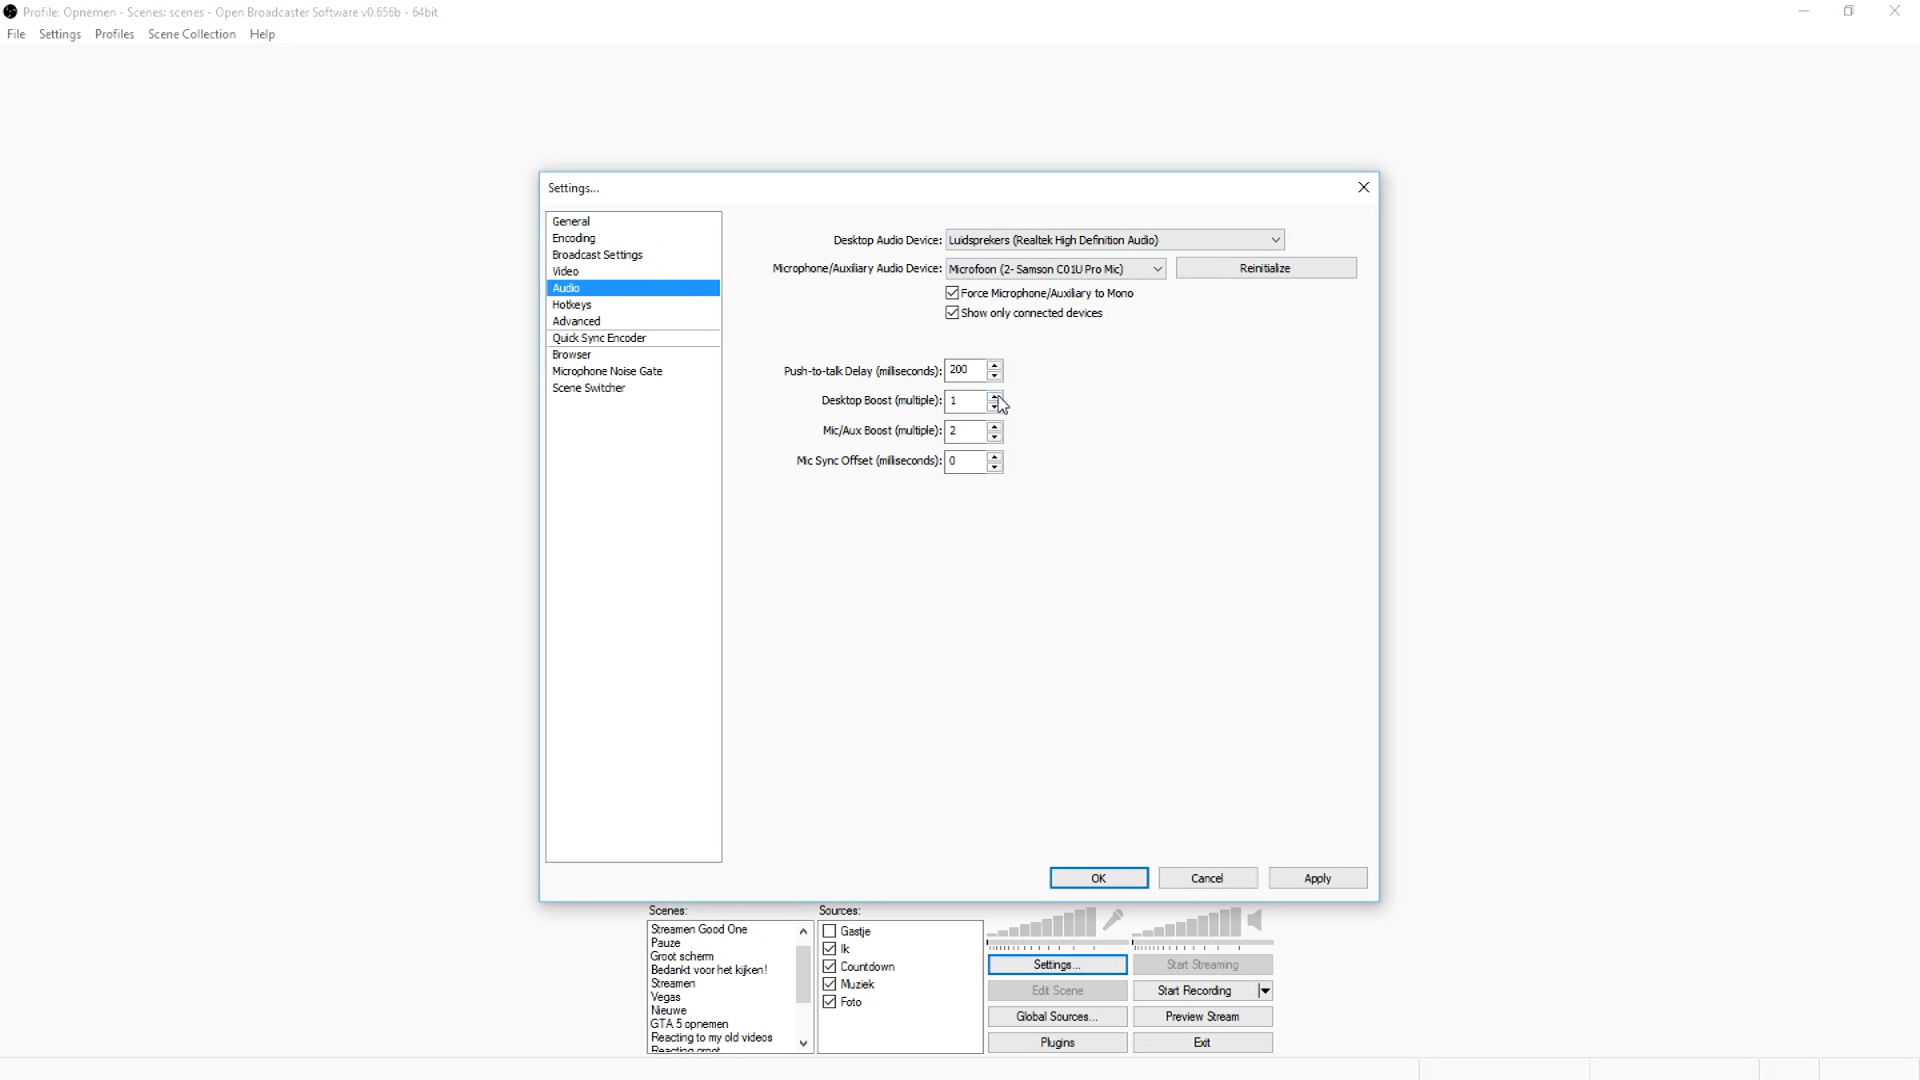 Profile: Opnemen - Scenes: scenes - Open Broadcaster Software v0.656b - 64bit
File Settings Profiles Scene Collection Help
Settings...
General
Encoding
Broadcast Settings
Video
Audio
Hotkeys
Advanced
Quick Sync Encoder
Browser
Microphone Noise Gate
Scene Switcher
Desktop Audio Device: Luidsprekers (Realtek High Definition Audio)
Microphone/Auxiliary Audio Device: Microfoon (2- Samson C01U Pro Mic) Reinitialize
Force Microphone/Auxiliary to Mono
Show only connected devices
Push-to-talk Delay (milliseconds): 200
Desktop Boost (multiple): 1
Mic/Aux Boost (multiple): 2
Mic Sync Offset (milliseconds): 0
OK Cancel Apply
Scenes:
Streamen Good One
Pauze
Groot scherm
Bedankt voor het kijken!
Streamen
Vegas
Nieuwe
GTA 5 opnemen
Reacting to my old videos
Reacting groot
Sources:
Gastje
Ik
Countdown
Muziek
Foto
Settings... Start Streaming
Edit Scene Start Recording
Global Sources... Preview Stream
Plugins Exit